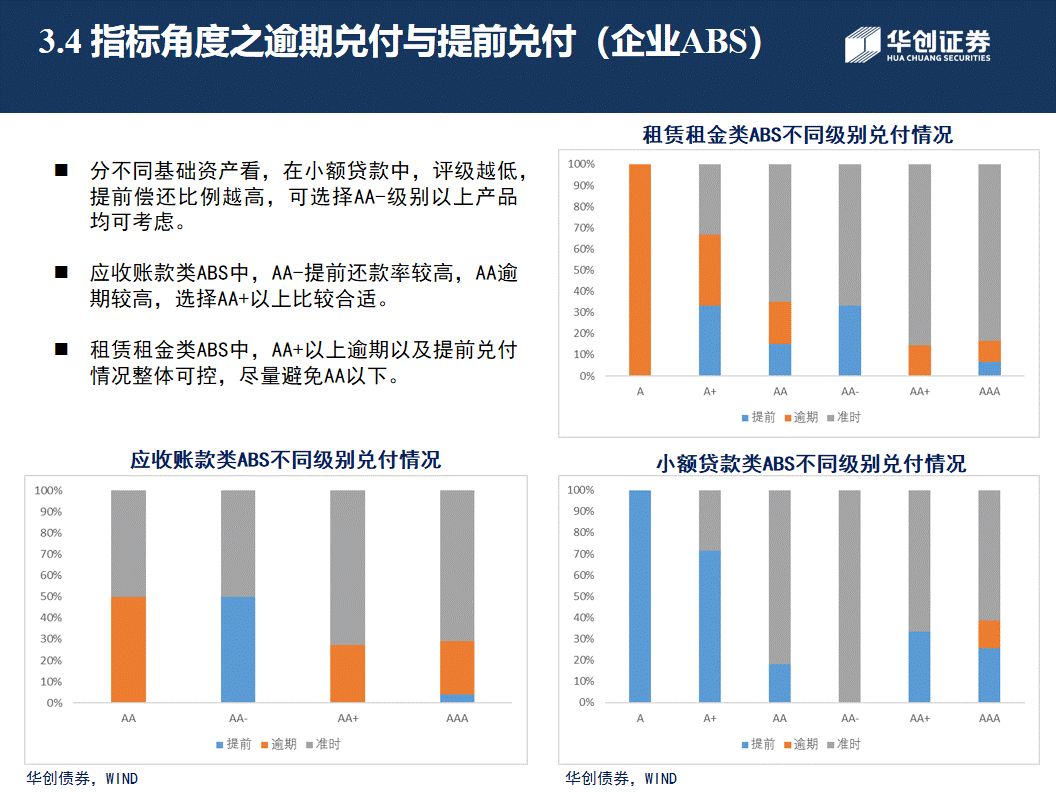 3.4 指标角度之逾期兑付与提前兑付（企业ABS）
华创证券
HUA CHUANG SECURITIES
■ 分不同基础资产看，在小额贷款中，评级越低，
提前偿还比例越高，可选择AA-级别以上产品
均可考虑。
■ 应收账款类ABS中，AA-提前还款率较高，AA逾
期较高，选择AA+以上比较合适。
■ 租赁租金类ABS中，AA+以上逾期以及提前兑付
情况整体可控，尽量避免AA以下。
租赁租金类ABS不同级别兑付情况
100%
90%
80%
70%
60%
50%
40%
30%
20%
10%
0%
A A+ AA AA- AA+ AAA
提前 逾期 准时
应收账款类ABS不同级别兑付情况
100%
90%
80%
70%
60%
50%
40%
30%
20%
10%
0%
AA AA- AA+ AAA
提前 逾期 准时
华创债券，WIND
小额贷款类ABS不同级别兑付情况
100%
90%
80%
70%
60%
50%
40%
30%
20%
10%
0%
A A+ AA AA- AA+ AAA
提前 逾期 准时
华创债券，WIND